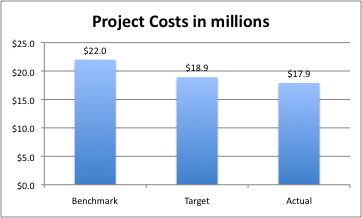 Project Costs in millions
$25.0
$20.0
$15.0
$10.0
$5.0
$0.0
$22.0
$18.9
$17.9
Benchmark
Target
Actual